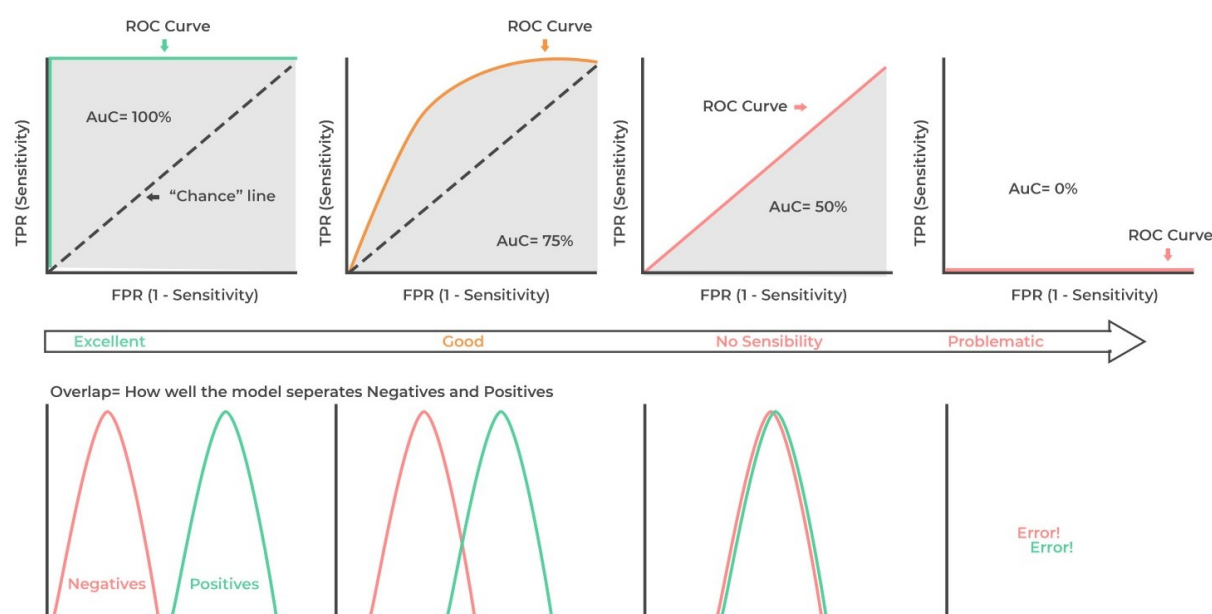 ROC Curve
ROC Curve
ROC Curve
ROC Curve
TPR (Sensitivity)
AuC= 100%
"Chance" line
FPR (1 - Sensitivity)
TPR (Sensitivity)
AuC= 75%
FPR (1 - Sensitivity)
TPR (Sensitivity)
AuC= 50%
FPR (1 - Sensitivity)
TPR (Sensitivity)
AuC= 0%
FPR (1 - Sensitivity)
Excellent
Good
No Sensibility
Problematic
Overlap= How well the model seperates Negatives and Positives
Negatives
Positives
Error!
Error!